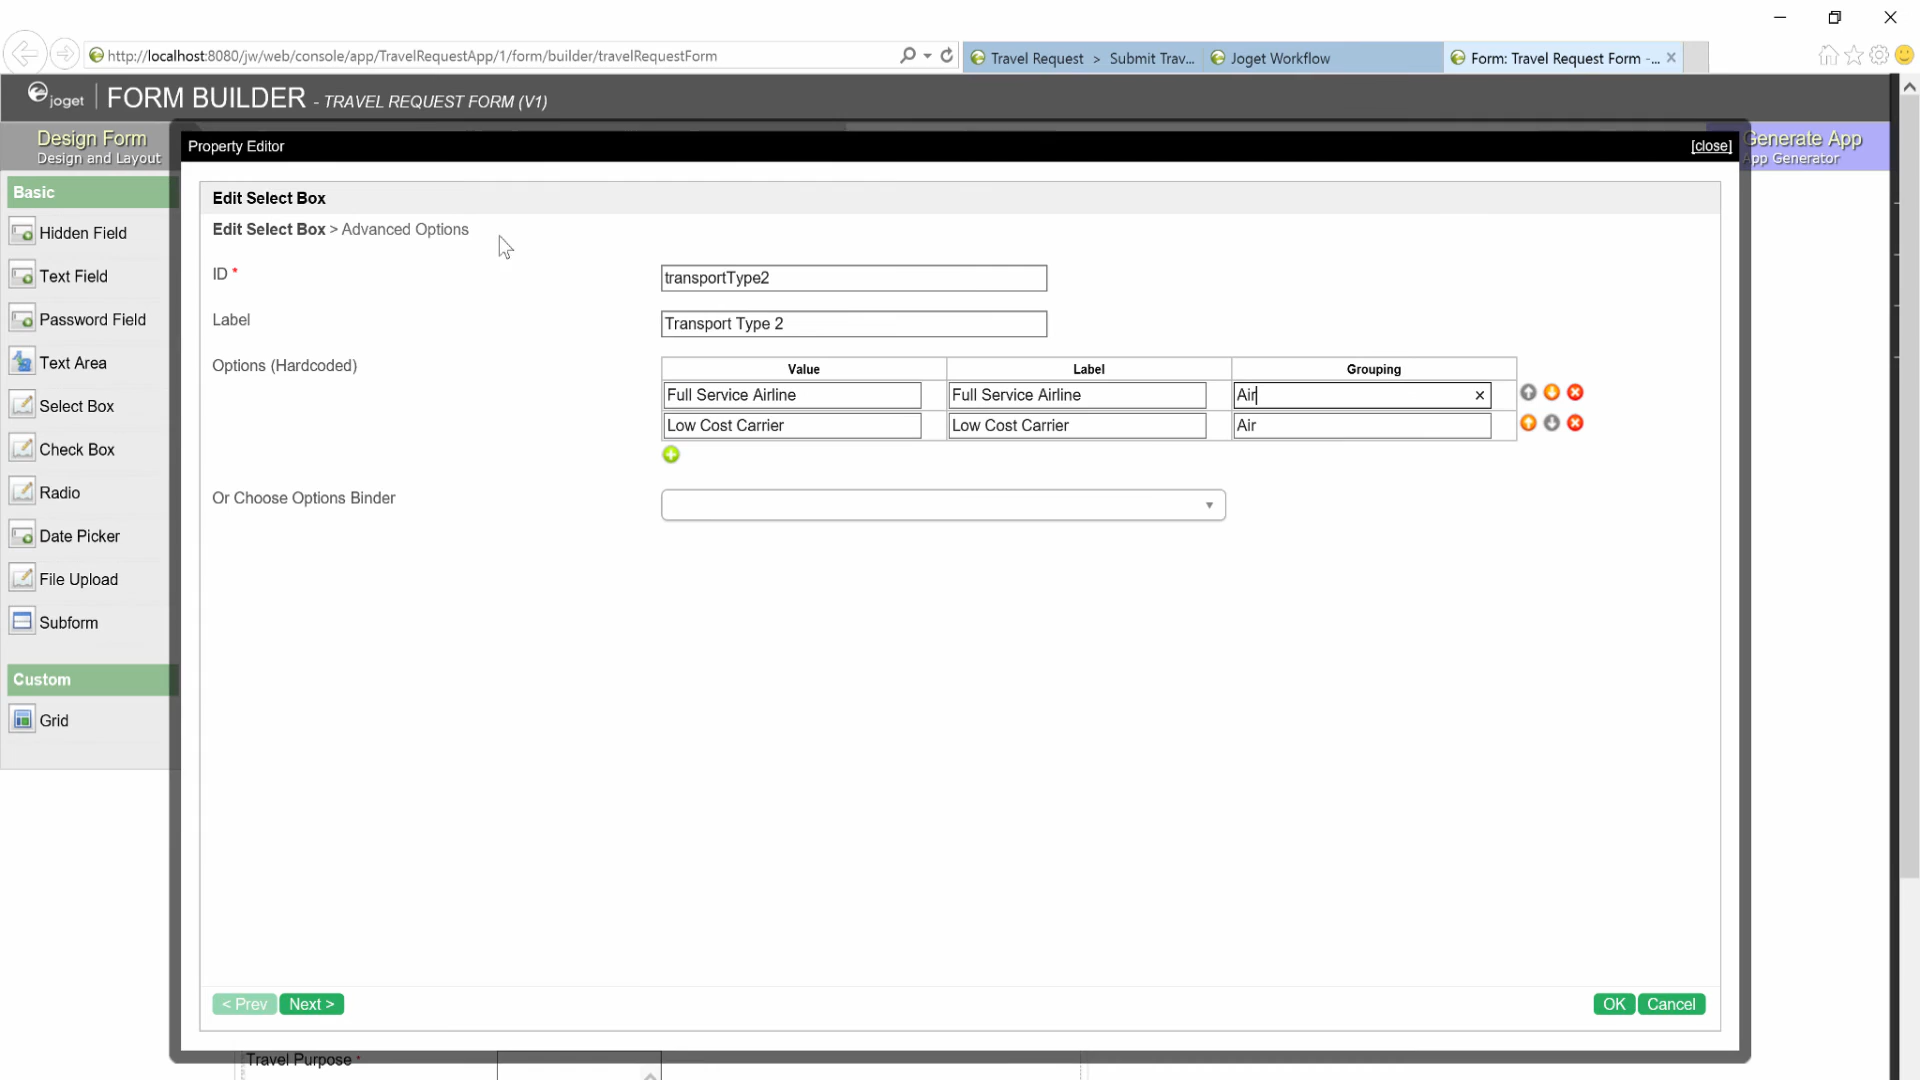 http://localhost:8080/jw/web/console/app/TravelRequestApp/1/form/builder/travelRequestForm
Travel Request > Submit Trav...
Joget Workflow
Form: Travel Request Form -...
joget
FORM BUILDER - TRAVEL REQUEST FORM (V1)
Design Form
Design and Layout
Generate App
App Generator
Property Editor
[close]
Basic
Hidden Field
Text Field
Password Field
Text Area
Select Box
Check Box
Radio
Date Picker
File Upload
Subform
Custom
Grid
Edit Select Box
Edit Select Box > Advanced Options
ID *
transportType2
Label
Transport Type 2
Options (Hardcoded)
Value Label Grouping
Full Service Airline Full Service Airline Air
Low Cost Carrier Low Cost Carrier Air
Or Choose Options Binder
< Prev Next >
OK Cancel
Travel Purpose *